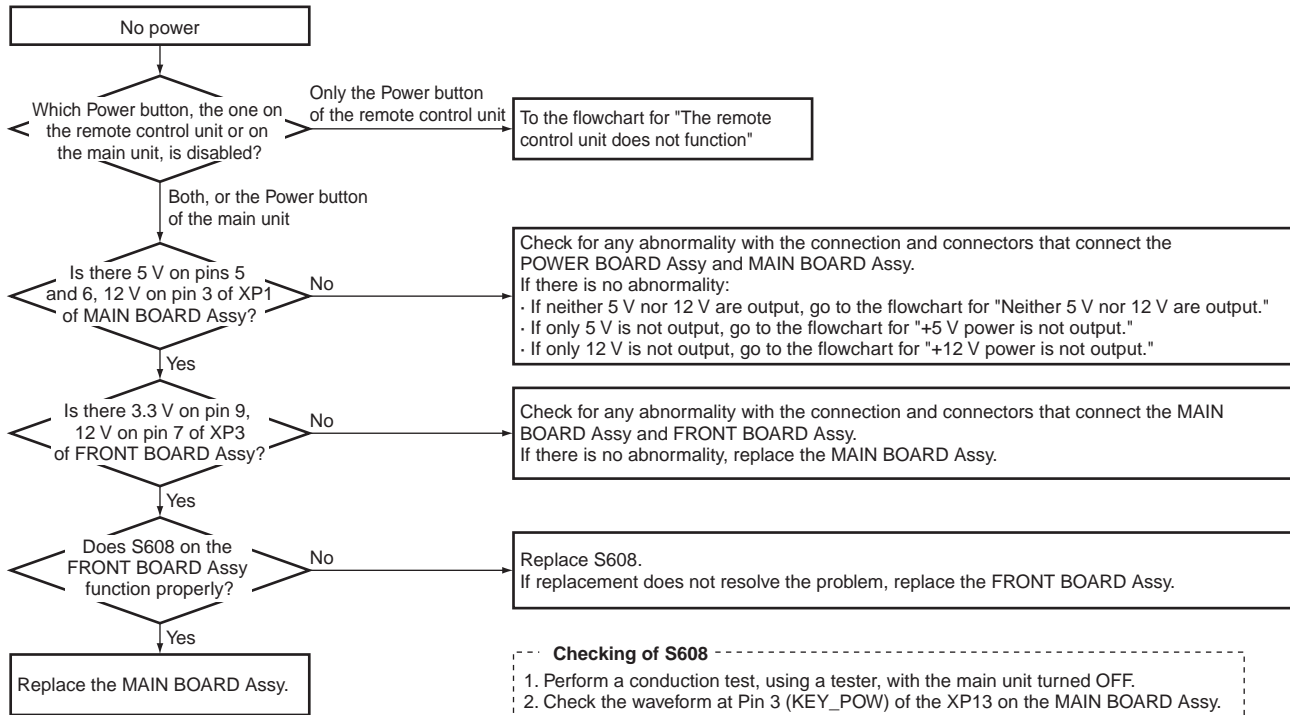 No power
Which Power button, the one on
the remote control unit or on
the main unit, is disabled?
Only the Power button
of the remote control unit
To the flowchart for "The remote
control unit does not function"
Both, or the Power button
of the main unit
Is there 5 V on pins 5
and 6, 12 V on pin 3 of XP1
of MAIN BOARD Assy?
No
Check for any abnormality with the connection and connectors that connect the
POWER BOARD Assy and MAIN BOARD Assy.
If there is no abnormality:
· If neither 5 V nor 12 V are output, go to the flowchart for "Neither 5 V nor 12 V are output."
· If only 5 V is not output, go to the flowchart for "+5 V power is not output."
· If only 12 V is not output, go to the flowchart for "+12 V power is not output."
Yes
Is there 3.3 V on pin 9,
12 V on pin 7 of XP3
of FRONT BOARD Assy?
No
Check for any abnormality with the connection and connectors that connect the MAIN
BOARD Assy and FRONT BOARD Assy.
If there is no abnormality, replace the MAIN BOARD Assy.
Yes
Does S608 on the
FRONT BOARD Assy
function properly?
No
Replace S608.
If replacement does not resolve the problem, replace the FRONT BOARD Assy.
Yes
Replace the MAIN BOARD Assy.
Checking of S608
1. Perform a conduction test, using a tester, with the main unit turned OFF.
2. Check the waveform at Pin 3 (KEY_POW) of the XP13 on the MAIN BOARD Assy.